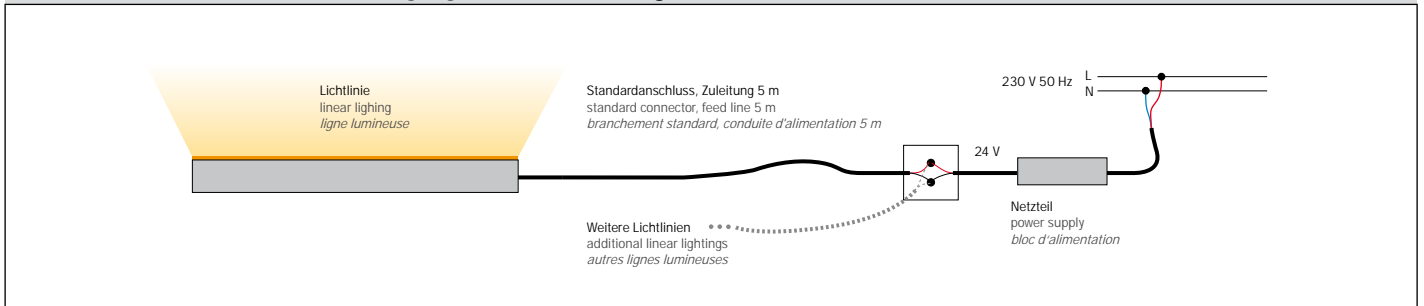 Lichtlinie
linear lighing
ligne lumineuse
Standardanschluss, Zuleitung 5 m
standard connector, feed line 5 m
branchement standard, conduite d'alimentation 5 m
230 V 50 Hz
L
N
24 V
Netzteil
power supply
bloc d'alimentation
Weitere Lichtlinien
additional linear lightings
autres lignes lumineuses